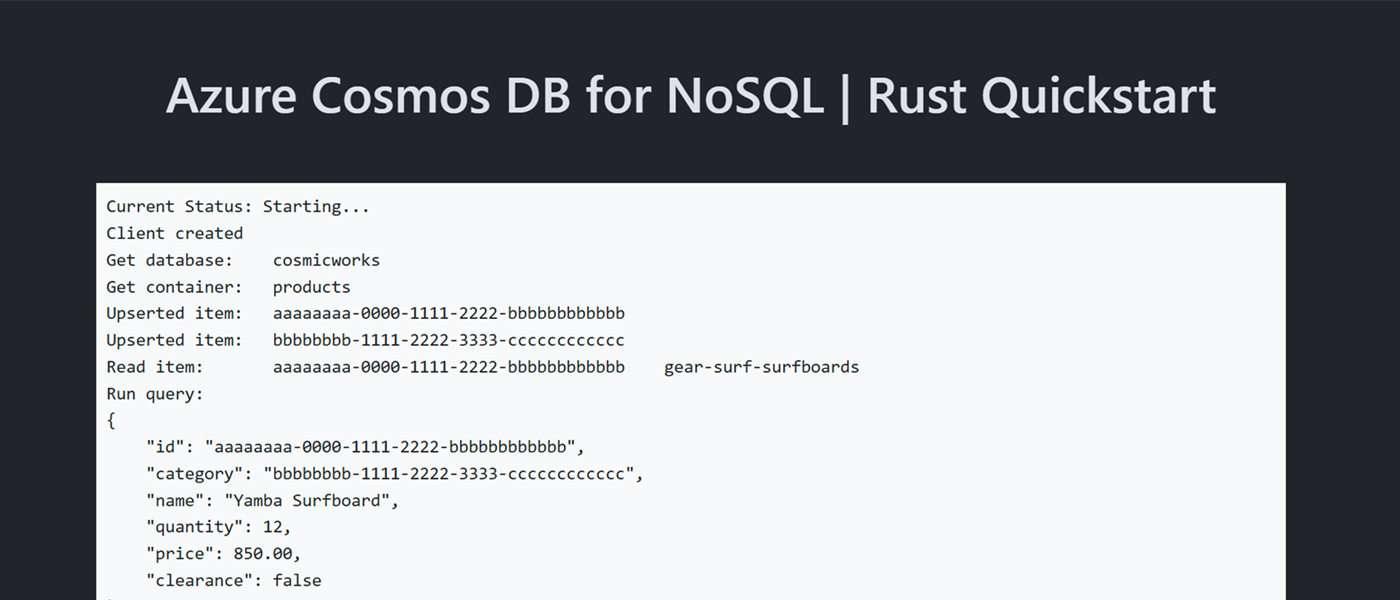 Azure Cosmos DB for NoSQL | Rust Quickstart
Current Status: Starting...
Client created
Get database:    cosmicworks
Get container:   products
Upserted item:   aaaaaaaa-0000-1111-2222-bbbbbbbbbbbb
Upserted item:   bbbbbbbb-1111-2222-3333-cccccccccccc
Read item:       aaaaaaaa-0000-1111-2222-bbbbbbbbbbbb    gear-surf-surfboards
Run query:
{
    "id": "aaaaaaaa-0000-1111-2222-bbbbbbbbbbbb",
    "category": "bbbbbbbb-1111-2222-3333-cccccccccccc",
    "name": "Yamba Surfboard",
    "quantity": 12,
    "price": 850.00,
    "clearance": false